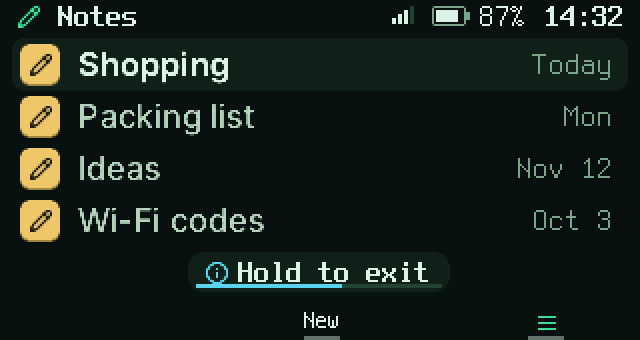 Notes 87% 14:32
Shopping Today
Packing list Mon
Ideas Nov 12
Wi-Fi codes Oct 3
Hold to exit
New